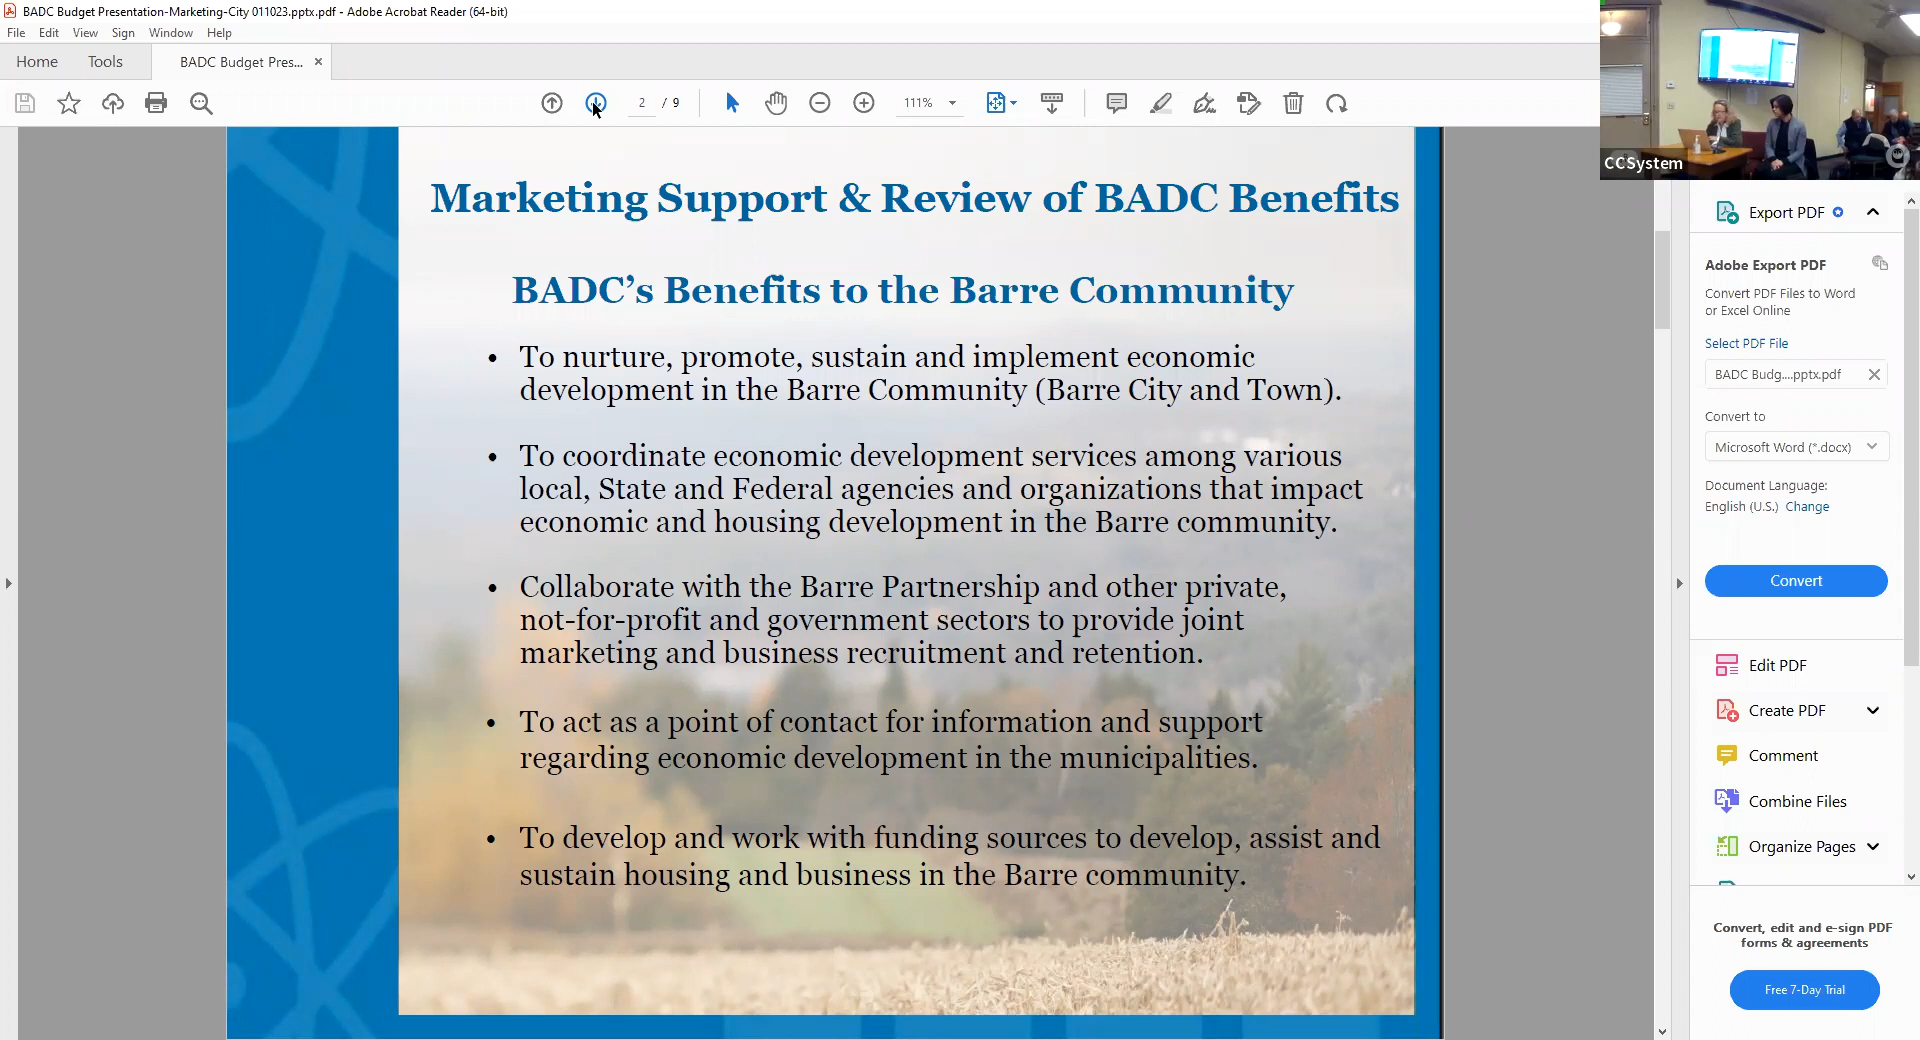 BADC Budget Presentation-Marketing-City 011023.pptx.pdf - Adobe Acrobat Reader (64-bit)
File Edit View Sign Window Help
Home Tools BADC Budget Pres... ×
2 / 9 111%
CCSystem
Marketing Support & Review of BADC Benefits
BADC’s Benefits to the Barre Community
• To nurture, promote, sustain and implement economic
development in the Barre Community (Barre City and Town).
• To coordinate economic development services among various
local, State and Federal agencies and organizations that impact
economic and housing development in the Barre community.
• Collaborate with the Barre Partnership and other private,
not-for-profit and government sectors to provide joint
marketing and business recruitment and retention.
• To act as a point of contact for information and support
regarding economic development in the municipalities.
• To develop and work with funding sources to develop, assist and
sustain housing and business in the Barre community.
Export PDF
Adobe Export PDF
Convert PDF Files to Word
or Excel Online
Select PDF File
BADC Budg....pptx.pdf
Convert to
Microsoft Word (*.docx)
Document Language:
English (U.S.) Change
Convert
Edit PDF
Create PDF
Comment
Combine Files
Organize Pages
Convert, edit and e-sign PDF
forms & agreements
Free 7-Day Trial